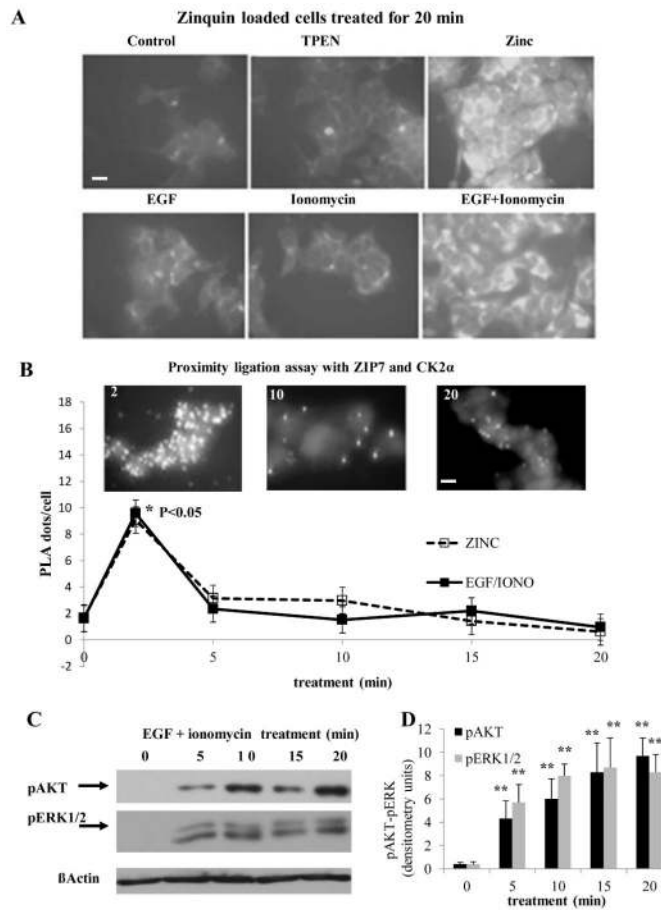 A
Zinquin loaded cells treated for 20 min
Control TPEN Zinc
EGF Ionomycin EGF+Ionomycin
B
Proximity ligation assay with ZIP7 and CK2α
18
16
14
12
10
8
6
4
2
0
-2
PLA dots/cell
2 10 20
* P<0.05
ZINC
EGF/IONO
0 5 10 15 20
treatment (min)
C
EGF + ionomycin treatment (min)
0 5 10 15 20
pAKT
pERK1/2
ßActin
D
pAKT
pERK1/2
pAKT-pERK
(densitometry units)
12
10
8
6
4
2
0
** ** ** ** ** ** ** **
0 5 10 15 20
treatment (min)